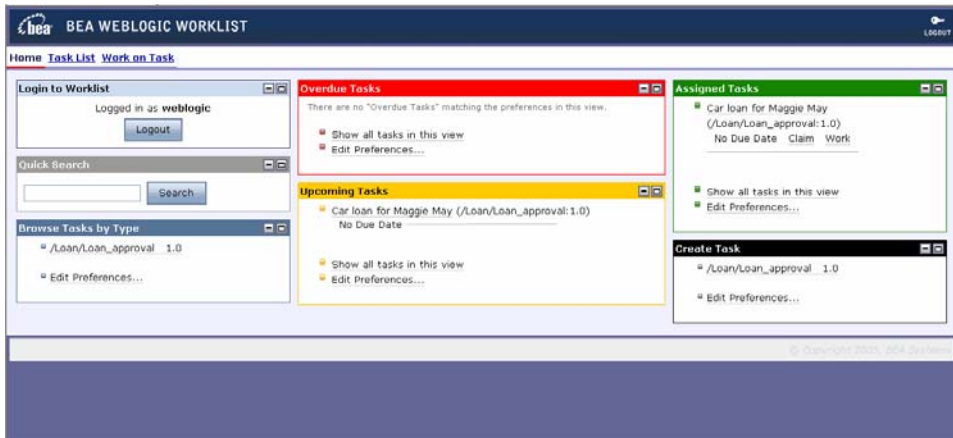 bea BEA WEBLOGIC WORKLIST
LOGOUT
Home Task List Work on Task
Login to Worklist
Logged in as weblogic
Logout
Quick Search
Search
Browse Tasks by Type
/Loan/Loan_approval 1.0
Edit Preferences...
Overdue Tasks
There are no "Overdue Tasks" matching the preferences in this view.
Show all tasks in this view
Edit Preferences...
Upcoming Tasks
Car loan for Maggie May (/Loan/Loan_approval:1.0)
No Due Date
Show all tasks in this view
Edit Preferences...
Assigned Tasks
Car loan for Maggie May
(/Loan/Loan_approval:1.0)
No Due Date Claim Work
Show all tasks in this view
Edit Preferences...
Create Task
/Loan/Loan_approval 1.0
Edit Preferences...
© Copyright 2005, BEA Systems